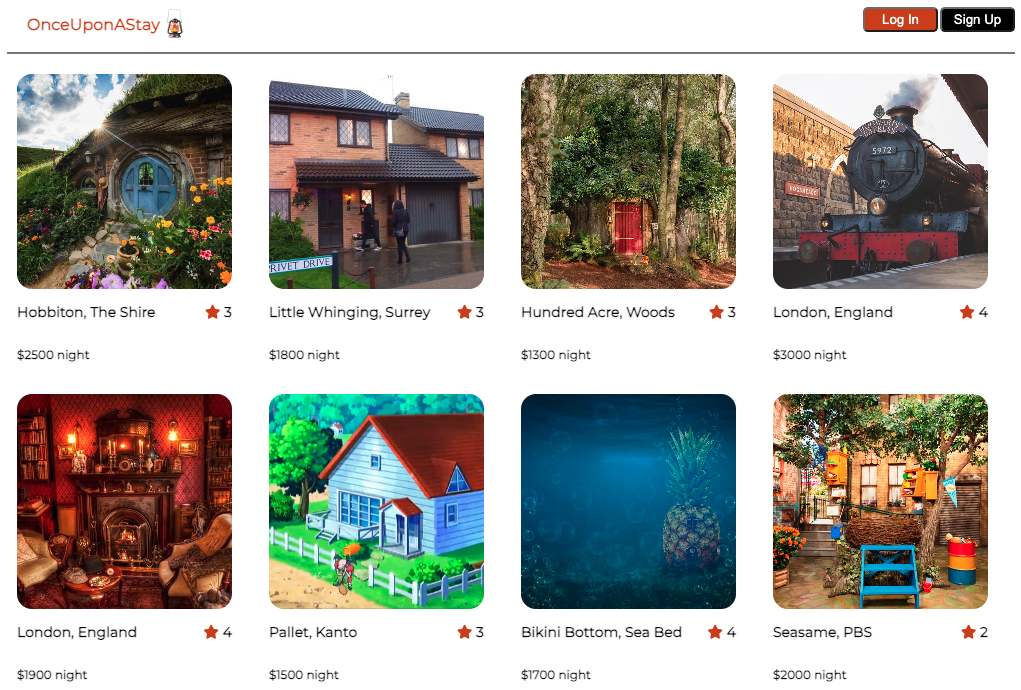 OnceUponAStay
Log In
Sign Up
PRIVET DRIVE
5972
Hobbiton, The Shire
3
Little Whinging, Surrey
3
Hundred Acre, Woods
3
London, England
4
$2500 night
$1800 night
$1300 night
$3000 night
London, England
4
Pallet, Kanto
3
Bikini Bottom, Sea Bed
4
Seasame, PBS
2
$1900 night
$1500 night
$1700 night
$2000 night